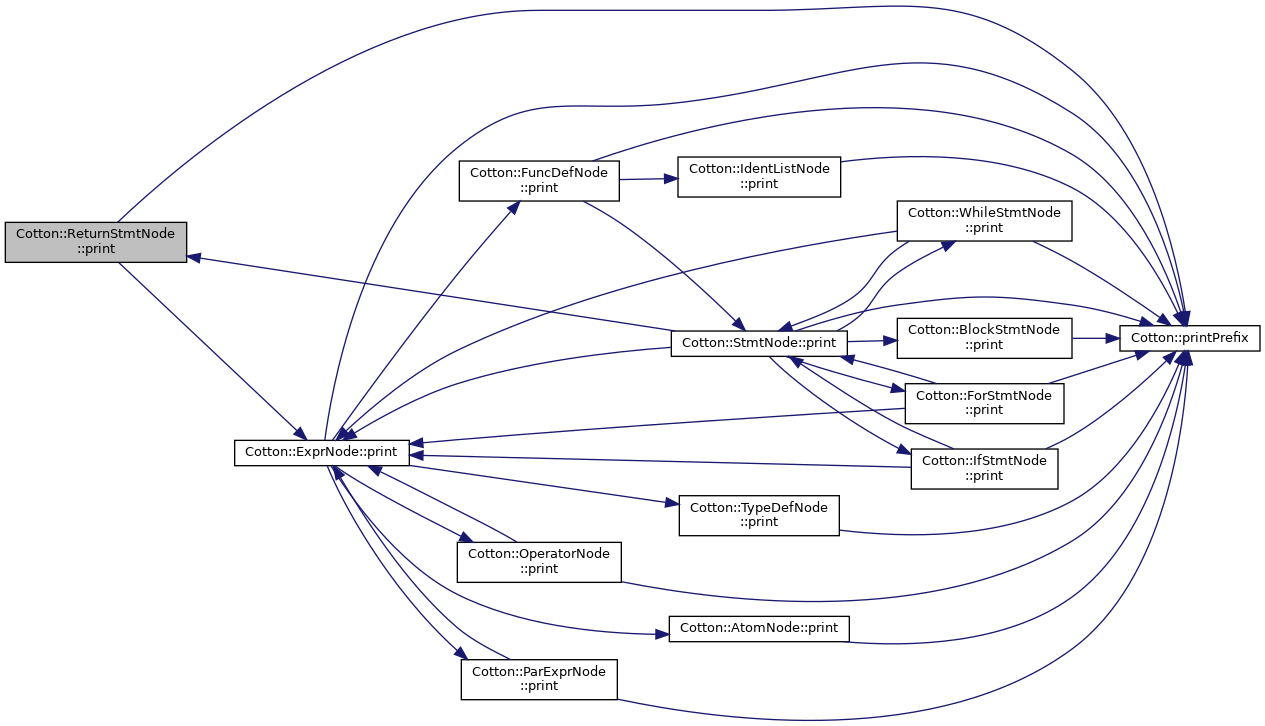 Cotton::ReturnStmtNode
::print
Cotton::ExprNode::print
Cotton::FuncDefNode
::print
Cotton::OperatorNode
::print
Cotton::ParExprNode
::print
Cotton::IdentListNode
::print
Cotton::StmtNode::print
Cotton::TypeDefNode
::print
Cotton::AtomNode::print
Cotton::WhileStmtNode
::print
Cotton::BlockStmtNode
::print
Cotton::ForStmtNode
::print
Cotton::IfStmtNode
::print
Cotton::printPrefix